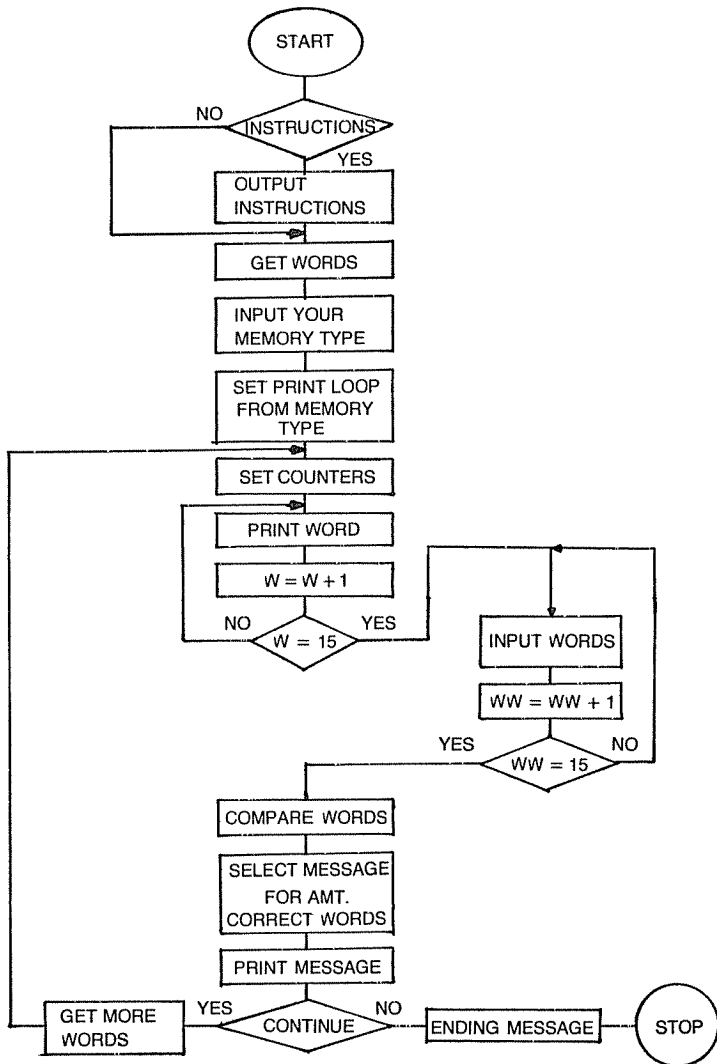 START
NO
INSTRUCTIONS
YES
OUTPUT
INSTRUCTIONS
GET WORDS
INPUT YOUR
MEMORY TYPE
SET PRINT LOOP
FROM MEMORY
TYPE
SET COUNTERS
PRINT WORD
W = W + 1
NO
W = 15
YES
INPUT WORDS
WW = WW + 1
YES
WW = 15
NO
COMPARE WORDS
SELECT MESSAGE
FOR AMT.
CORRECT WORDS
PRINT MESSAGE
GET MORE
WORDS
YES
CONTINUE
NO
ENDING MESSAGE
STOP